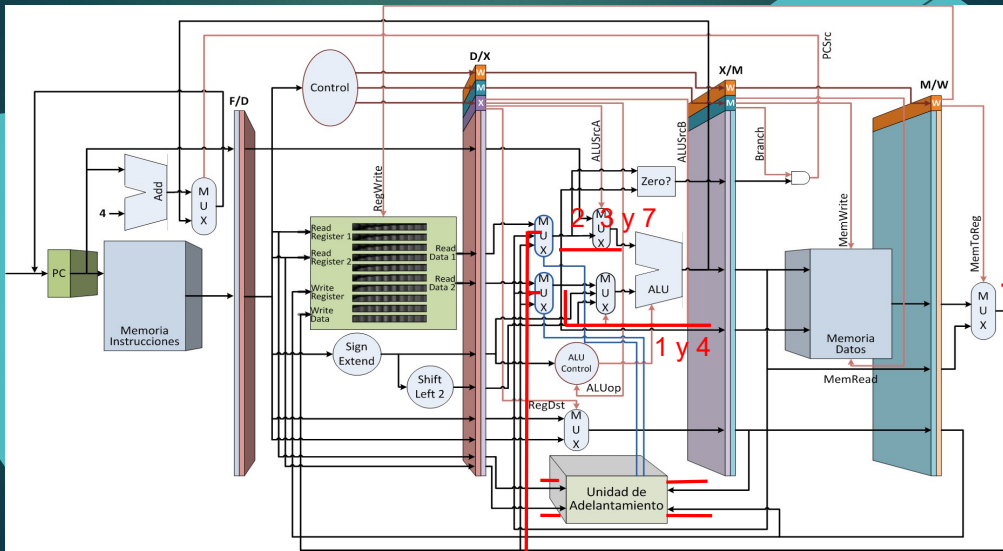 D/X
X/M
M/W
F/D
Control
W
M
X
W
M
W
PCSrc
ALUSrcA
ALUSrcB
Branch
RegWrite
MemWrite
MemToReg
Add
4
M
U
X
Zero?
2 3 y 7
PC
Memoria
Instrucciones
Read
Register 1
Read
Register 2
Write
Register
Write
Data
Read
Data 1
Read
Data 2
M
U
X
M
U
X
M
U
X
M
U
X
ALU
1 y 4
Memoria
Datos
MemRead
M
U
X
Sign
Extend
Shift
Left 2
ALU
Control
ALUop
RegDst
M
U
X
Unidad de
Adelantamiento